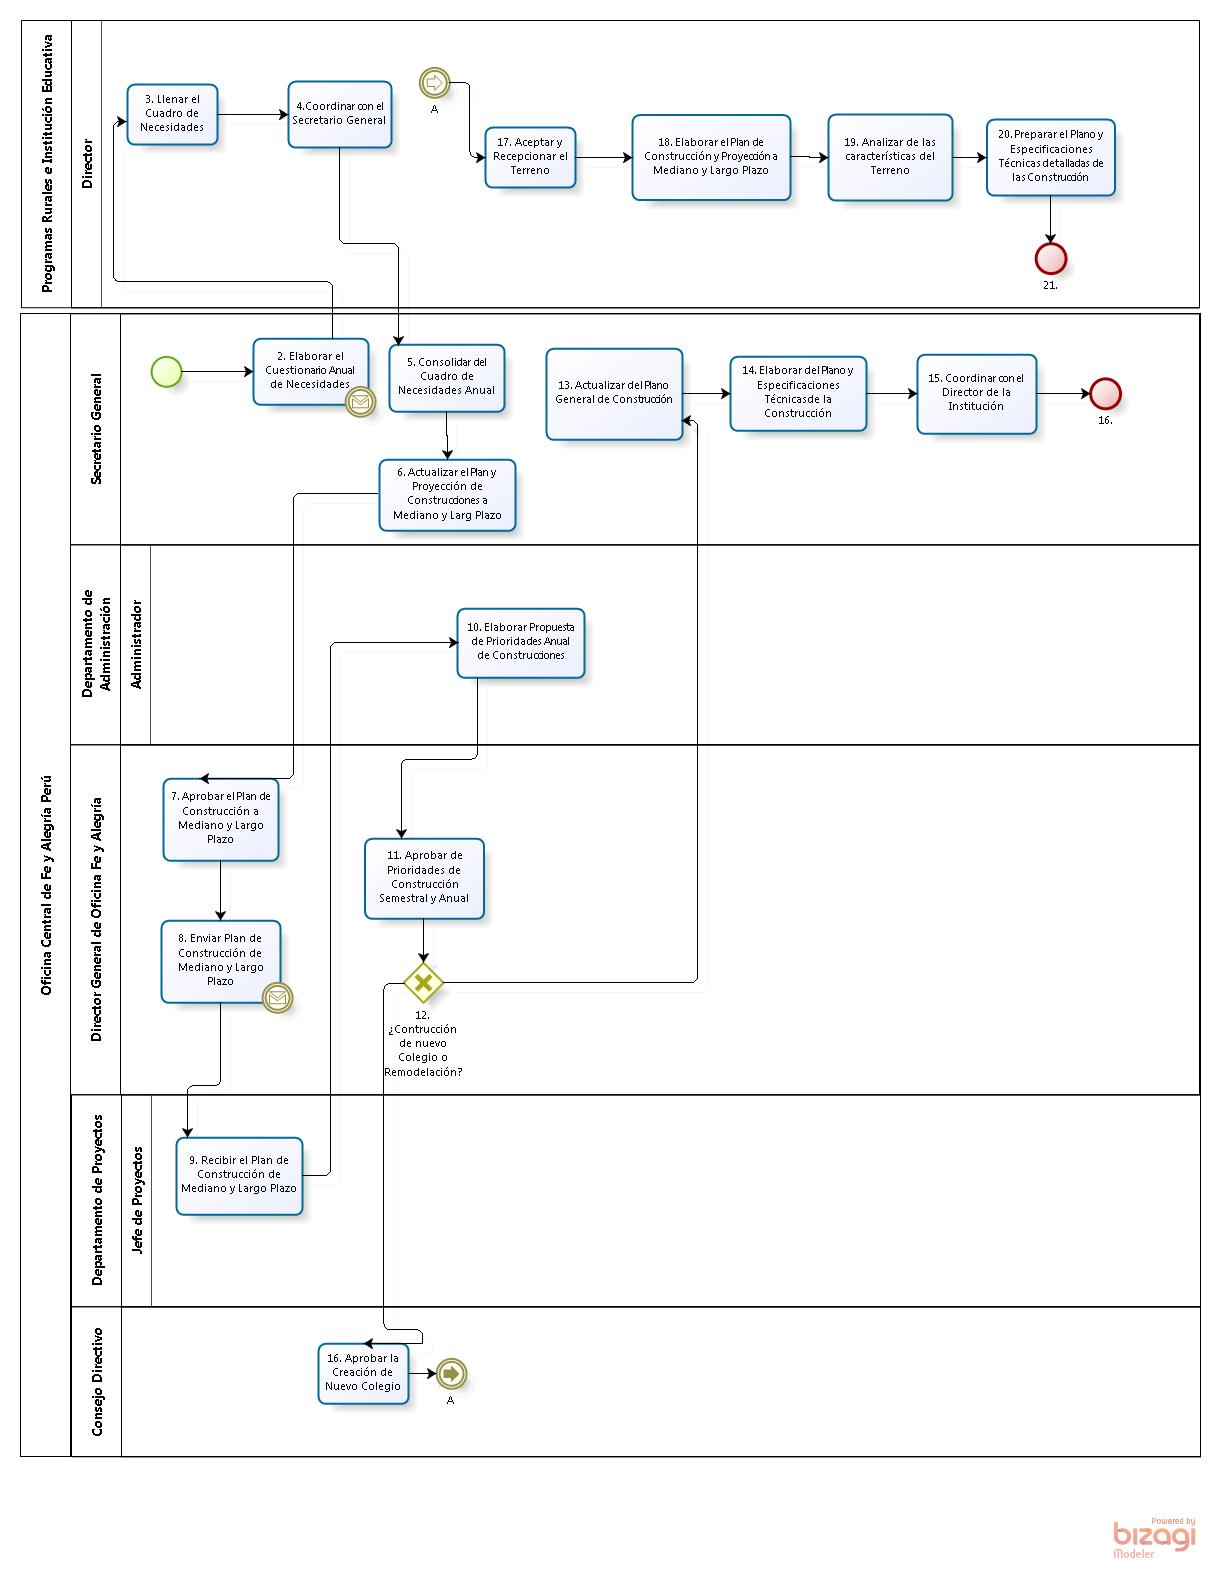 Programas Rurales e Institución Educativa
Director
3. Llenar el
Cuadro de
Necesidades
4.Coordinar con el
Secretario General
A
17. Aceptar y
Recepcionar el
Terreno
18. Elaborar el Plan de
Construcción y Proyección a
Mediano y Largo Plazo
19. Analizar de las
características del
Terreno
20. Preparar el Plano y
Especificaciones
Técnicas detalladas de
las Construcción
21.
Oficina Central de Fe y Alegría Perú
Secretario General
2. Elaborar el
Cuestionario Anual
de Necesidades
5. Consolidar del
Cuadro de
Necesidades Anual
6. Actualizar el Plan y
Proyección de
Construcciones a
Mediano y Larg Plazo
13. Actualizar del Plano
General de Construcción
14. Elaborar del Plano y
Especificaciones
Técnicas de la
Construcción
15. Coordinar con el
Director de la
Institución
16.
Departamento de
Administración
Administrador
10. Elaborar Propuesta
de Prioridades Anual
de Construcciones
Director General de Oficina Fe y Alegría
7. Aprobar el Plan de
Construcción a
Mediano y Largo
Plazo
8. Enviar Plan de
Construcción de
Mediano y Largo
Plazo
11. Aprobar de
Prioridades de
Construcción
Semestral y Anual
12.
¿Contrucción
de nuevo
Colegio o
Remodelación?
Departamento de Proyectos
Jefe de Proyectos
9. Recibir el Plan de
Construcción de
Mediano y Largo Plazo
Consejo Directivo
16. Aprobar la
Creación de
Nuevo Colegio
A
Powered by
bizagi
Modeler